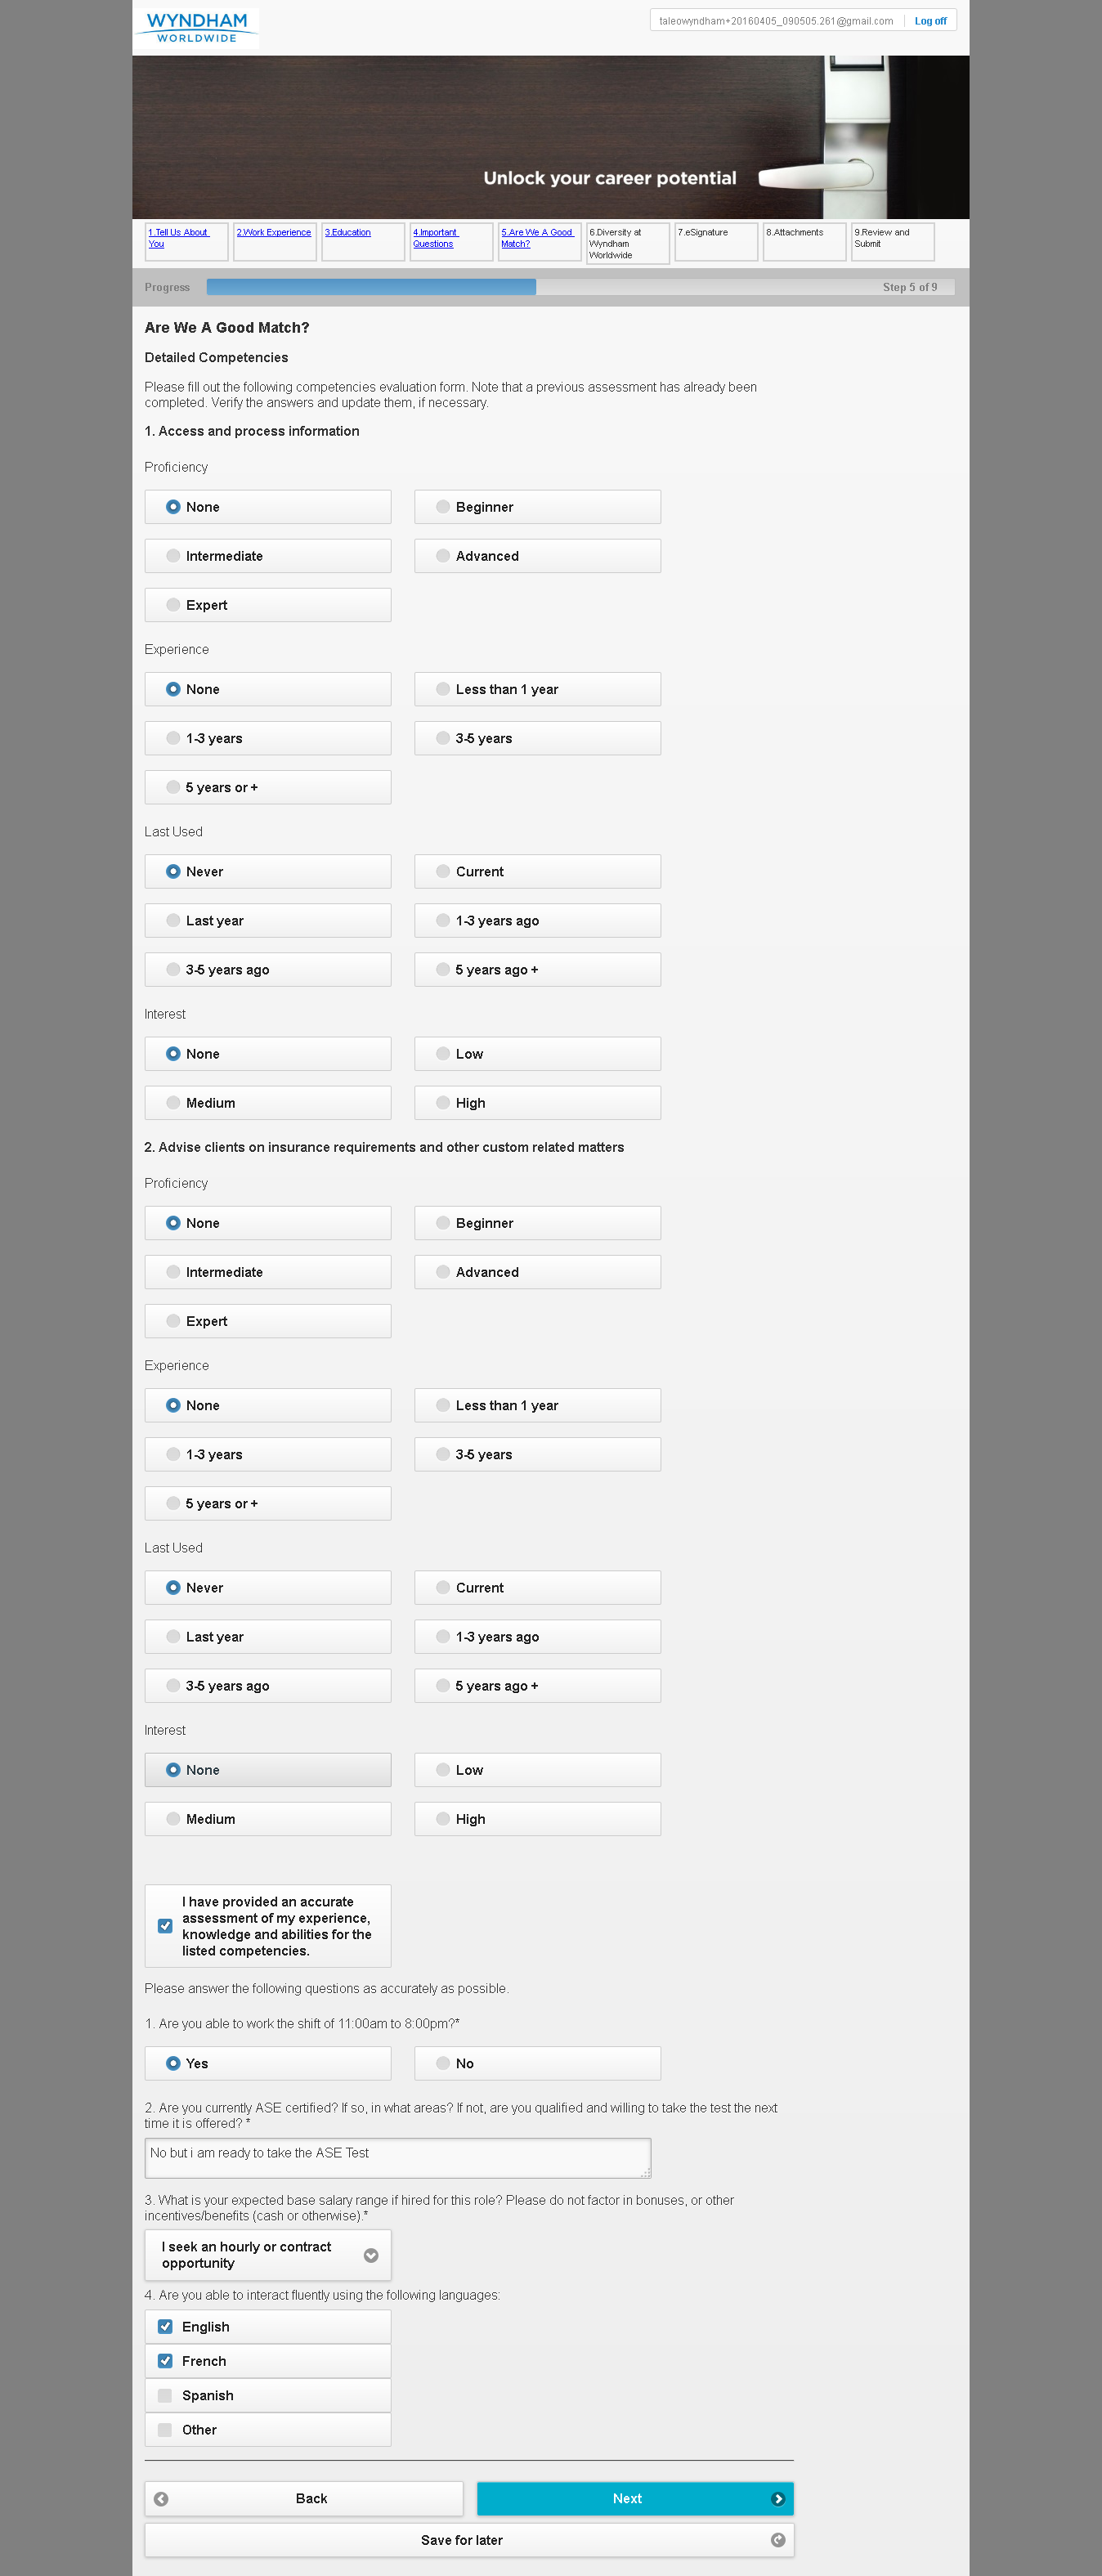 WYNDHAM
WORLDWIDE
taleowyndham+20160405_090505.261@gmail.com Log off
Unlock your career potential
1.Tell Us About
You
2.Work Experience
3.Education
4.Important
Questions
5.Are We A Good
Match?
6.Diversity at
Wyndham
Worldwide
7.eSignature
8.Attachments
9.Review and
Submit
Progress Step 5 of 9
Are We A Good Match?
Detailed Competencies
Please fill out the following competencies evaluation form. Note that a previous assessment has already been
completed. Verify the answers and update them, if necessary.
1. Access and process information
Proficiency
None Beginner
Intermediate Advanced
Expert
Experience
None Less than 1 year
1-3 years 3-5 years
5 years or +
Last Used
Never Current
Last year 1-3 years ago
3-5 years ago 5 years ago +
Interest
None Low
Medium High
2. Advise clients on insurance requirements and other custom related matters
Proficiency
None Beginner
Intermediate Advanced
Expert
Experience
None Less than 1 year
1-3 years 3-5 years
5 years or +
Last Used
Never Current
Last year 1-3 years ago
3-5 years ago 5 years ago +
Interest
None Low
Medium High
I have provided an accurate
assessment of my experience,
knowledge and abilities for the
listed competencies.
Please answer the following questions as accurately as possible.
1. Are you able to work the shift of 11:00am to 8:00pm?*
Yes No
2. Are you currently ASE certified? If so, in what areas? If not, are you qualified and willing to take the test the next
time it is offered? *
No but i am ready to take the ASE Test
3. What is your expected base salary range if hired for this role? Please do not factor in bonuses, or other
incentives/benefits (cash or otherwise).*
I seek an hourly or contract
opportunity
4. Are you able to interact fluently using the following languages:
English
French
Spanish
Other
Back Next
Save for later